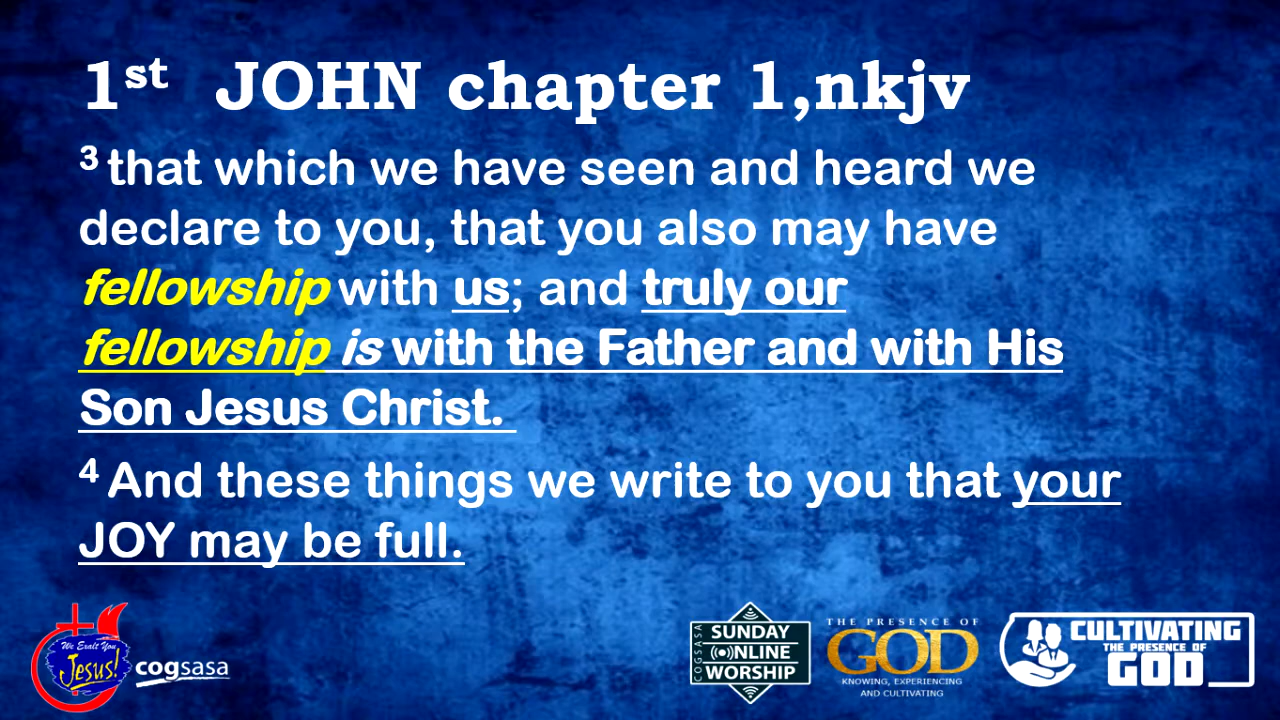 1st JOHN chapter 1,nkjv
3 that which we have seen and heard we
declare to you, that you also may have
fellowship with us; and truly our
fellowship is with the Father and with His
Son Jesus Christ.
4 And these things we write to you that your
JOY may be full.
We Exalt You
Jesus!
cogsasa
COGSASA
SUNDAY
ONLINE
WORSHIP
THE PRESENCE OF
GOD
KNOWING, EXPERIENCING
AND CULTIVATING
CULTIVATING
THE PRESENCE OF
GOD